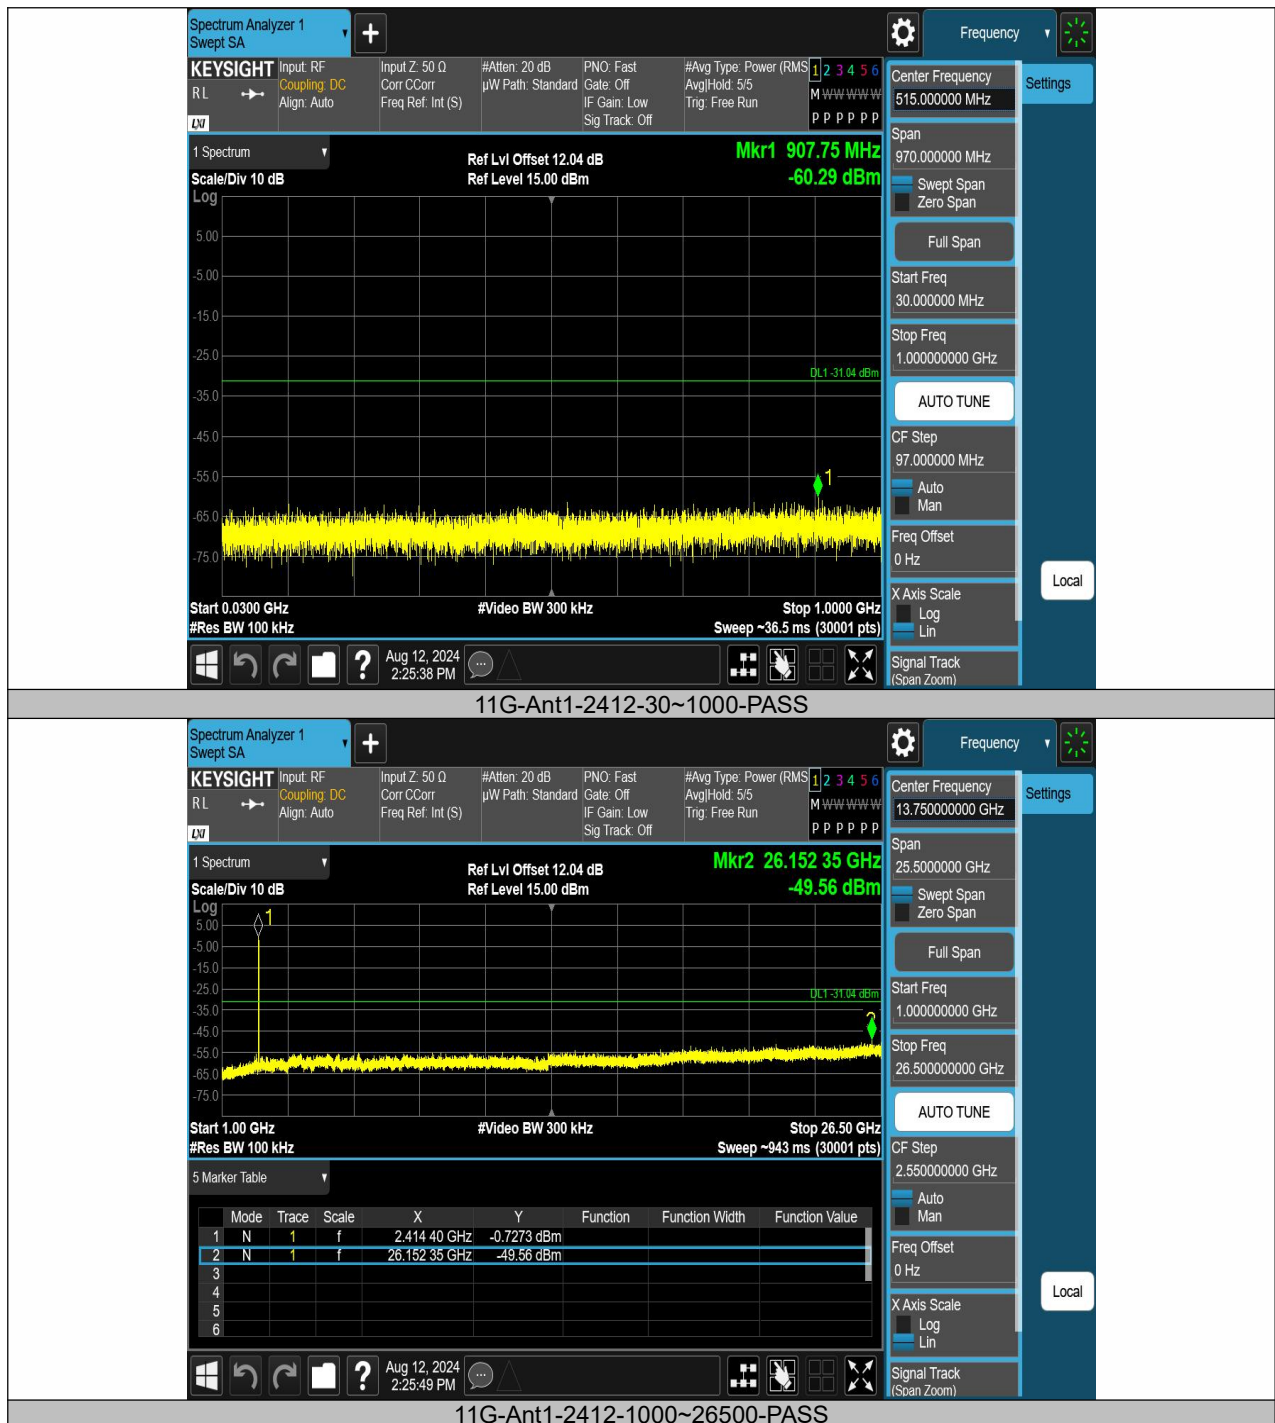 Spectrum Analyzer 1
Swept SA
+
Frequency
KEYSIGHT
RL
LXI
Input: RF
Coupling: DC
Align: Auto
Input Z: 50 Ω
Corr CCorr
Freq Ref: Int (S)
#Atten: 20 dB
µW Path: Standard
PNO: Fast
Gate: Off
IF Gain: Low
Sig Track: Off
#Avg Type: Power (RMS
Avg|Hold: 5/5
Trig: Free Run
1 2 3 4 5 6
M W W W W W
P P P P P P
1 Spectrum
Scale/Div 10 dB
Log
Ref Lvl Offset 12.04 dB
Ref Level 15.00 dBm
Mkr1 907.75 MHz
-60.29 dBm
5.00
-5.00
-15.0
-25.0
-35.0
-45.0
-55.0
-65.0
-75.0
DL1 -31.04 dBm
1
Start 0.0300 GHz
#Res BW 100 kHz
#Video BW 300 kHz
Stop 1.0000 GHz
Sweep ~36.5 ms (30001 pts)
Center Frequency
515.000000 MHz
Settings
Span
970.000000 MHz
Swept Span
Zero Span
Full Span
Start Freq
30.000000 MHz
Stop Freq
1.000000000 GHz
AUTO TUNE
CF Step
97.000000 MHz
Auto
Man
Freq Offset
0 Hz
Local
X Axis Scale
Log
Lin
Signal Track
(Span Zoom)
?
Aug 12, 2024
2:25:38 PM
11G-Ant1-2412-30~1000-PASS
Spectrum Analyzer 1
Swept SA
+
Frequency
KEYSIGHT
RL
LXI
Input: RF
Coupling: DC
Align: Auto
Input Z: 50 Ω
Corr CCorr
Freq Ref: Int (S)
#Atten: 20 dB
µW Path: Standard
PNO: Fast
Gate: Off
IF Gain: Low
Sig Track: Off
#Avg Type: Power (RMS
Avg|Hold: 5/5
Trig: Free Run
1 2 3 4 5 6
M W W W W W
P P P P P P
1 Spectrum
Scale/Div 10 dB
Log
Ref Lvl Offset 12.04 dB
Ref Level 15.00 dBm
Mkr2 26.152 35 GHz
-49.56 dBm
5.00
-5.00
-15.0
-25.0
-35.0
-45.0
-55.0
-65.0
-75.0
1
DL1 -31.04 dBm
2
Start 1.00 GHz
#Res BW 100 kHz
#Video BW 300 kHz
Stop 26.50 GHz
Sweep ~943 ms (30001 pts)
5 Marker Table
Mode Trace Scale X Y Function Function Width Function Value
1 N 1 f 2.414 40 GHz -0.7273 dBm
2 N 1 f 26.152 35 GHz -49.56 dBm
3
4
5
6
Center Frequency
13.750000000 GHz
Settings
Span
25.5000000 GHz
Swept Span
Zero Span
Full Span
Start Freq
1.000000000 GHz
Stop Freq
26.500000000 GHz
AUTO TUNE
CF Step
2.550000000 GHz
Auto
Man
Freq Offset
0 Hz
Local
X Axis Scale
Log
Lin
Signal Track
(Span Zoom)
?
Aug 12, 2024
2:25:49 PM
11G-Ant1-2412-1000~26500-PASS